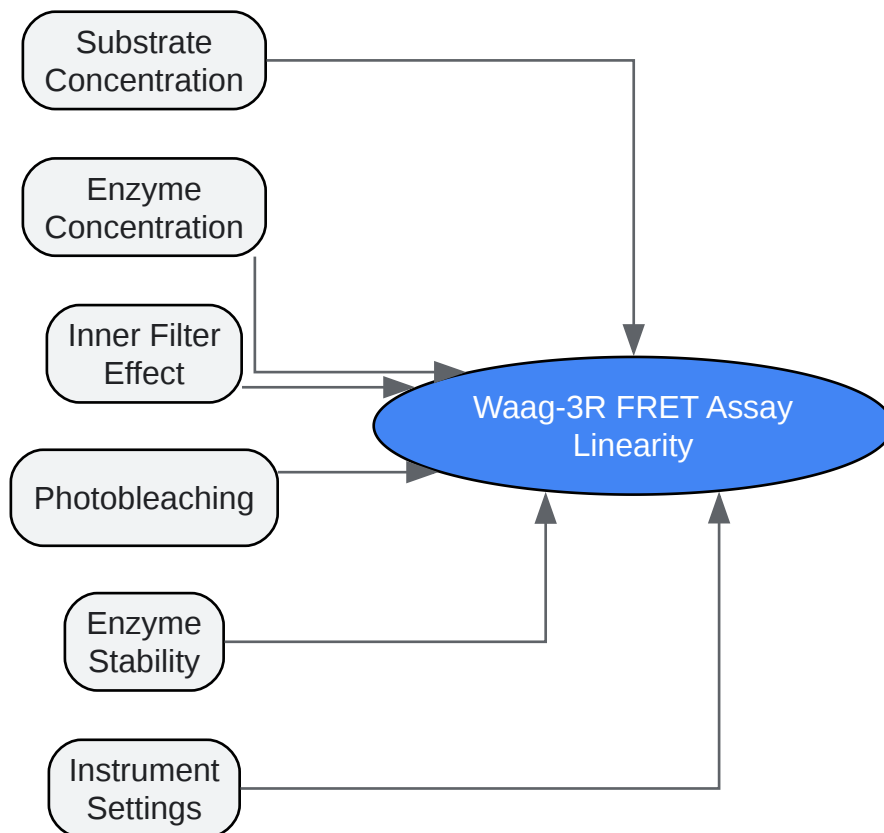 Substrate
Concentration
Enzyme
Concentration
Inner Filter
Effect
Waag-3R FRET Assay
Linearity
Photobleaching
Enzyme
Stability
Instrument
Settings